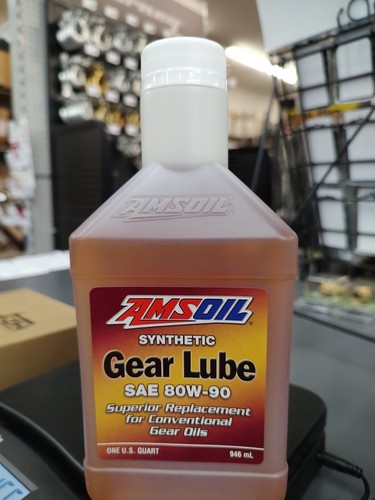 AMSOIL
AMSOIL
SYNTHETIC
Gear Lube
SAE 80W-90
Superior Replacement
for Conventional
Gear Oils
ONE U.S. QUART 946 mL